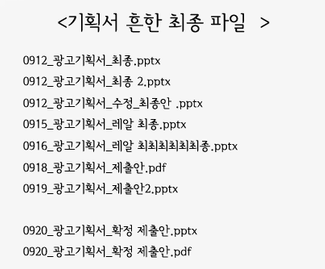 <기획서 흔한 최종 파일  >
0912_광고기획서_최종.pptx
0912_광고기획서_최종 2.pptx
0912_광고기획서_수정_최종안 .pptx
0915_광고기획서_레알 최종.pptx
0916_광고기획서_레알 최최최최최최종.pptx
0918_광고기획서_제출안.pdf
0919_광고기획서_제출안2.pptx
0920_광고기획서_확정 제출안.pptx
0920_광고기획서_확정 제출안.pdf